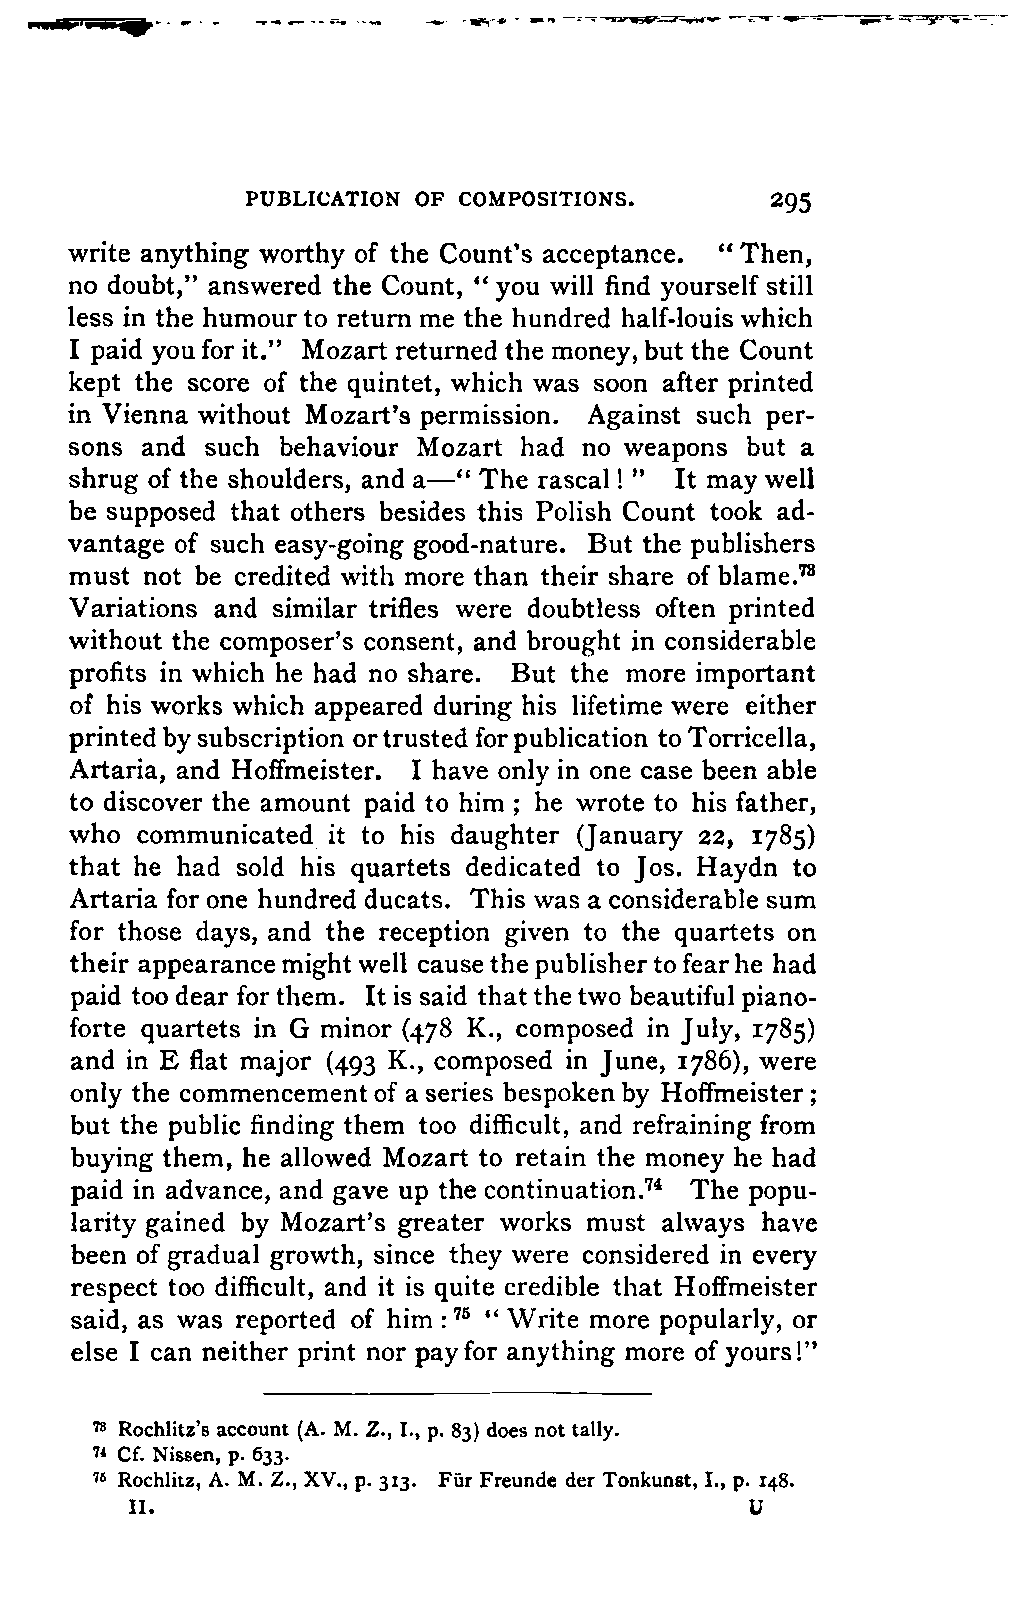 PUBLICATION OF COMPOSITIONS. 295
write anything worthy of the Count's acceptance. “Then,
no doubt,” answered the Count, “you will find yourself still
less in the humour to return me the hundred half-louis which
I paid you for it.” Mozart returned the money, but the Count
kept the score of the quintet, which was soon after printed
in Vienna without Mozart's permission. Against such per-
sons and such behaviour Mozart had no weapons but a
shrug of the shoulders, and a—“The rascal!” It may well
be supposed that others besides this Polish Count took ad-
vantage of such easy-going good-nature. But the publishers
must not be credited with more than their share of blame.⁷³
Variations and similar trifles were doubtless often printed
without the composer's consent, and brought in considerable
profits in which he had no share. But the more important
of his works which appeared during his lifetime were either
printed by subscription or trusted for publication to Torricella,
Artaria, and Hoffmeister. I have only in one case been able
to discover the amount paid to him; he wrote to his father,
who communicated it to his daughter (January 22, 1785)
that he had sold his quartets dedicated to Jos. Haydn to
Artaria for one hundred ducats. This was a considerable sum
for those days, and the reception given to the quartets on
their appearance might well cause the publisher to fear he had
paid too dear for them. It is said that the two beautiful piano-
forte quartets in G minor (478 K., composed in July, 1785)
and in E flat major (493 K., composed in June, 1786), were
only the commencement of a series bespoken by Hoffmeister;
but the public finding them too difficult, and refraining from
buying them, he allowed Mozart to retain the money he had
paid in advance, and gave up the continuation.⁷⁴ The popu-
larity gained by Mozart's greater works must always have
been of gradual growth, since they were considered in every
respect too difficult, and it is quite credible that Hoffmeister
said, as was reported of him:⁷⁵ “Write more popularly, or
else I can neither print nor pay for anything more of yours!”
⁷³ Rochlitz's account (A. M. Z., I., p. 83) does not tally.
⁷⁴ Cf. Nissen, p. 633.
⁷⁵ Rochlitz, A. M. Z., XV., p. 313. Für Freunde der Tonkunst, I., p. 148.
II. U